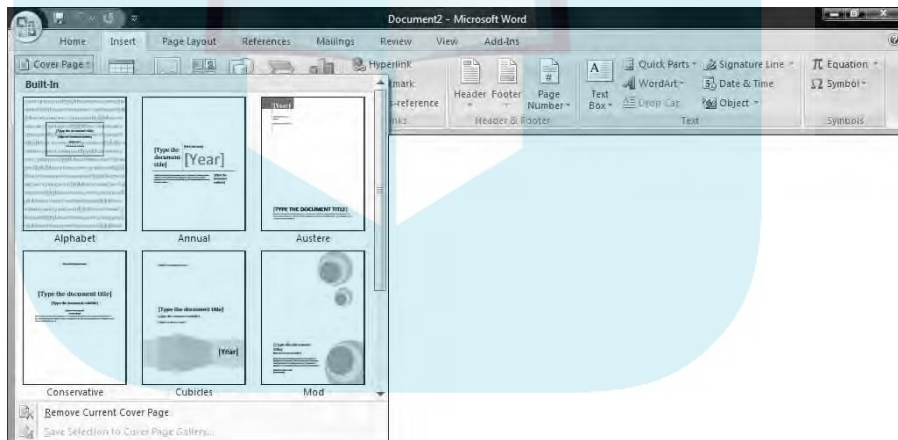 Document2 - Microsoft Word
Home Insert Page Layout References Mailings Review View Add-Ins
Cover Page Hyperlink Quick Parts Signature Line Equation
Built-In
WordArt Date & Time Symbol
Header Footer Page Number Text Box
s-reference Drop Cap Object
Header & Footer Text Symbols
[Type the document title] [Year] [Year]
[TYPE THE DOCUMENT TITLE]
Alphabet Annual Austere
[Type the document title] [Type the document title]
[Year]
Conservative Cubicles Mod
Remove Current Cover Page
Save Selection to Cover Page Gallery...